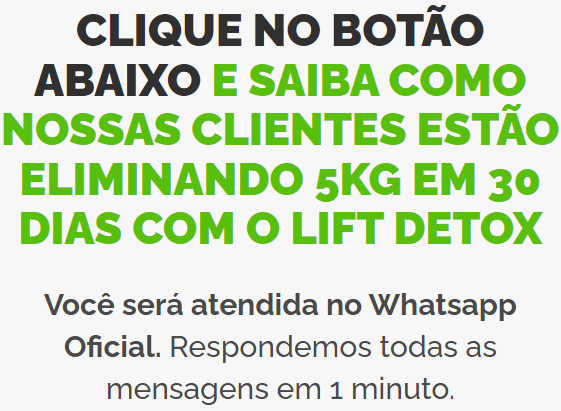 CLIQUE NO BOTÃO
ABAIXO E SAIBA COMO
NOSSAS CLIENTES ESTÃO
ELIMINANDO 5KG EM 30
DIAS COM O LIFT DETOX
Você será atendida no Whatsapp
Oficial. Respondemos todas as
mensagens em 1 minuto.